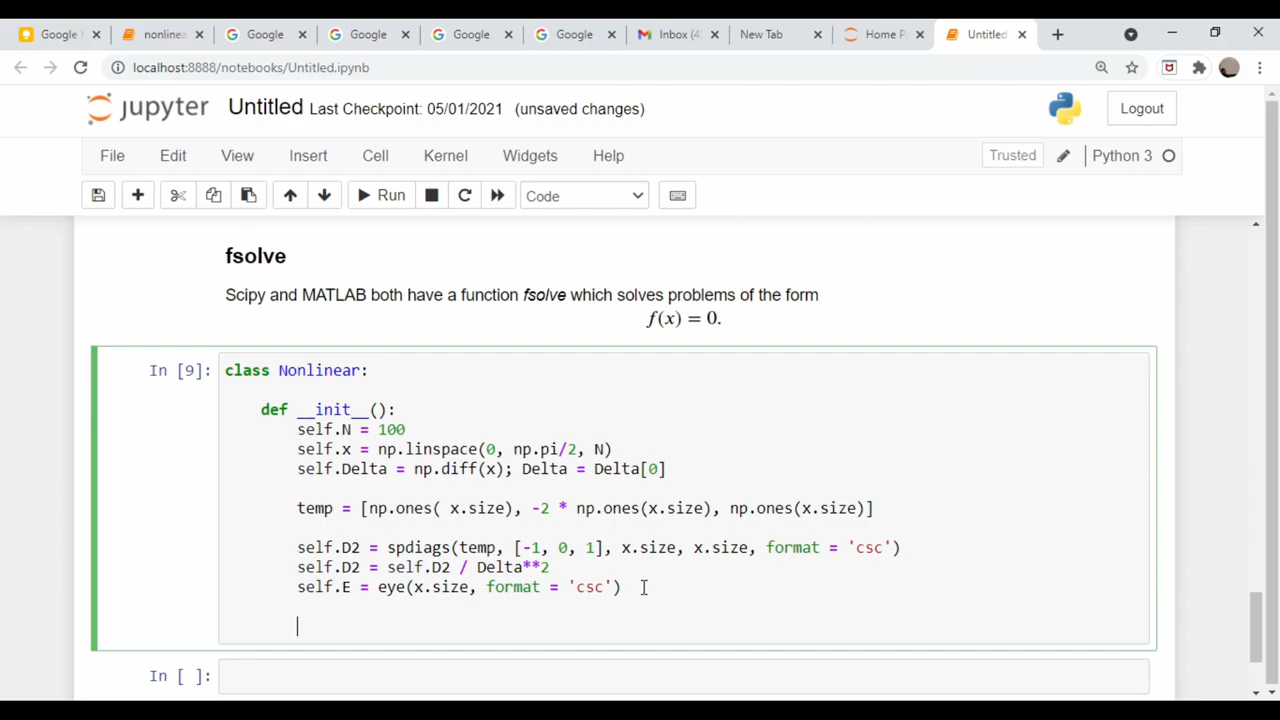 Google
nonlinea
Google
Google
Google
Google
Inbox (4)
New Tab
Home P
Untitled
localhost:8888/notebooks/Untitled.ipynb
jupyter Untitled Last Checkpoint: 05/01/2021 (unsaved changes) Logout
File Edit View Insert Cell Kernel Widgets Help Trusted Python 3
Run Code
fsolve
Scipy and MATLAB both have a function fsolve which solves problems of the form
f(x) = 0.
In [9]: class Nonlinear:
def __init__():
self.N = 100
self.x = np.linspace(0, np.pi/2, N)
self.Delta = np.diff(x); Delta = Delta[0]
temp = [np.ones( x.size), -2 * np.ones(x.size), np.ones(x.size)]
self.D2 = spdiags(temp, [-1, 0, 1], x.size, x.size, format = 'csc')
self.D2 = self.D2 / Delta**2
self.E = eye(x.size, format = 'csc')
In [ ]: